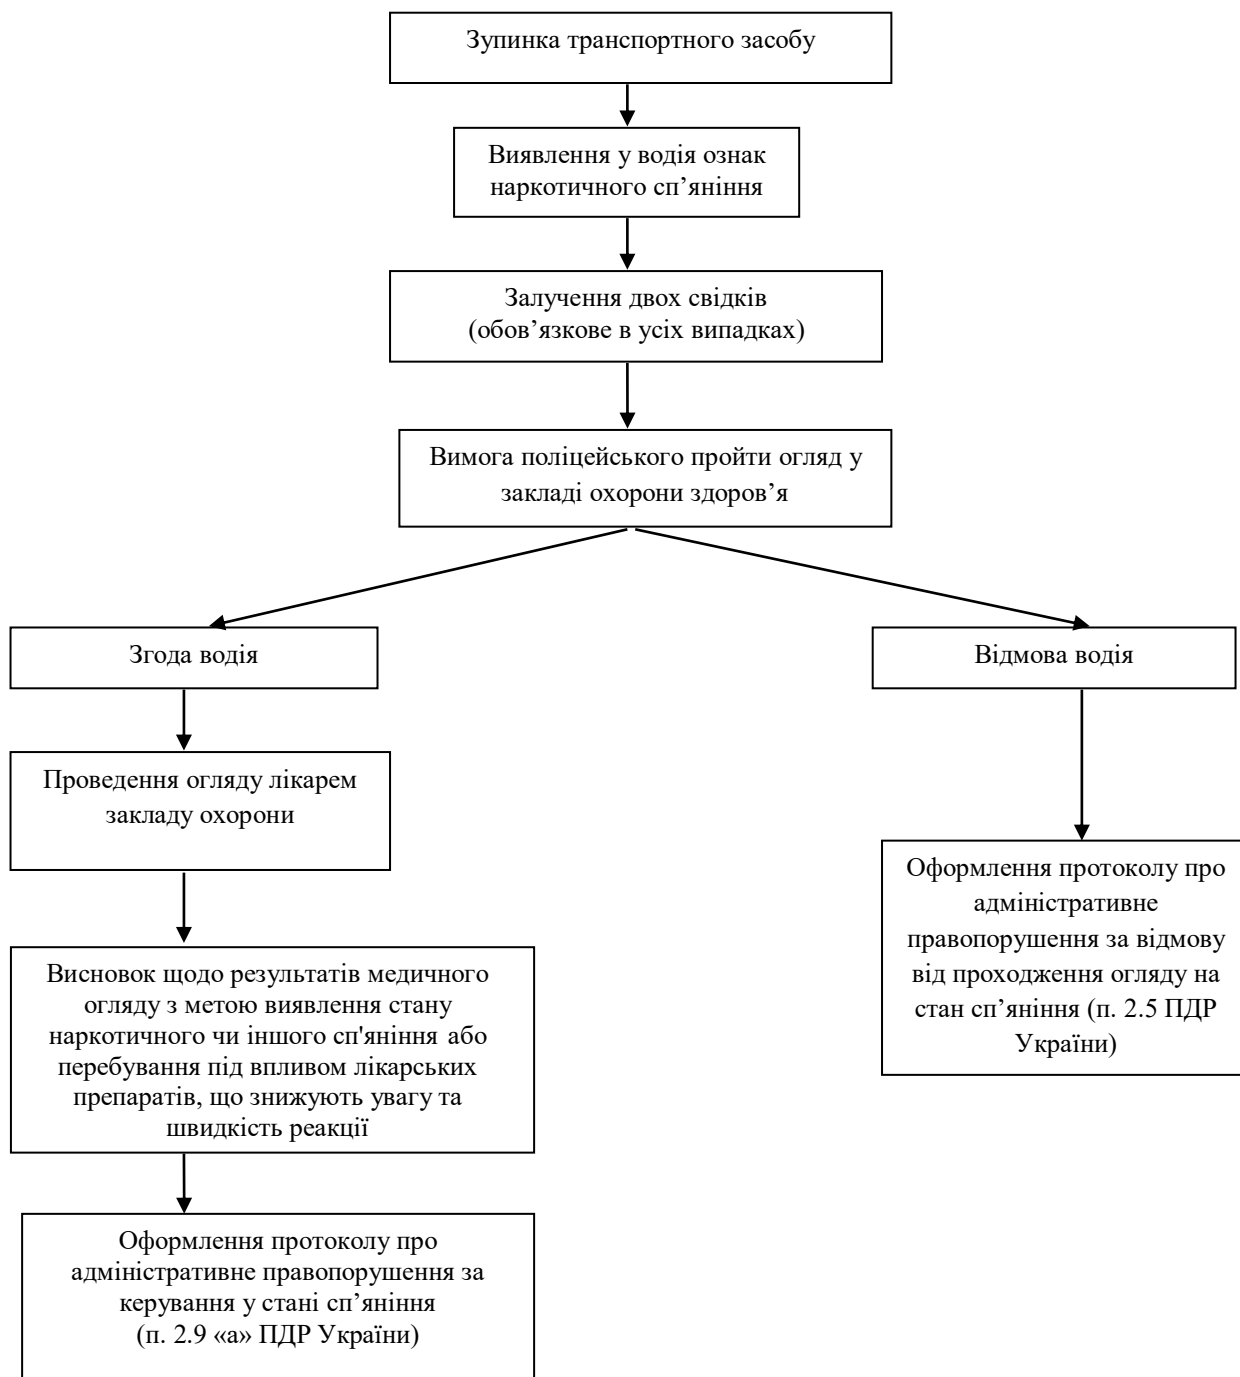 Зупинка транспортного засобу
Виявлення у водія ознак
наркотичного сп’яніння
Залучення двох свідків
(обов’язкове в усіх випадках)
Вимога поліцейського пройти огляд у
закладі охорони здоров’я
Згода водія
Відмова водія
Проведення огляду лікарем
закладу охорони
Оформлення протоколу про
адміністративне
правопорушення за відмову
від проходження огляду на
стан сп’яніння (п. 2.5 ПДР
України)
Висновок щодо результатів медичного
огляду з метою виявлення стану
наркотичного чи іншого сп'яніння або
перебування під впливом лікарських
препаратів, що знижують увагу та
швидкість реакції
Оформлення протоколу про
адміністративне правопорушення за
керування у стані сп’яніння
(п. 2.9 «а» ПДР України)